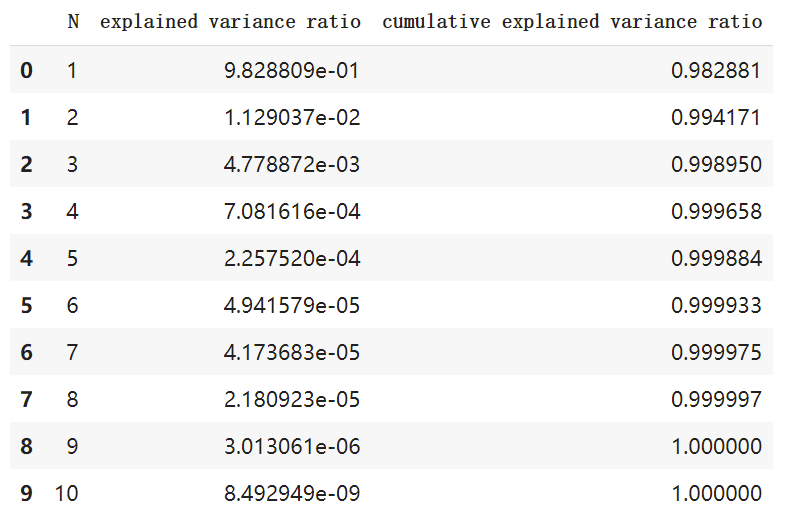 N explained variance ratio cumulative explained variance ratio
0 1 9.828809e-01 0.982881
1 2 1.129037e-02 0.994171
2 3 4.778872e-03 0.998950
3 4 7.081616e-04 0.999658
4 5 2.257520e-04 0.999884
5 6 4.941579e-05 0.999933
6 7 4.173683e-05 0.999975
7 8 2.180923e-05 0.999997
8 9 3.013061e-06 1.000000
9 10 8.492949e-09 1.000000